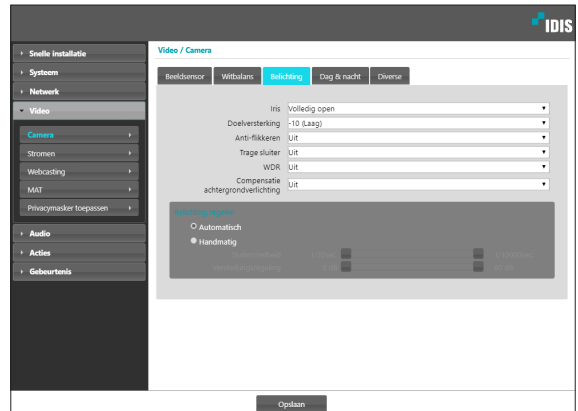 IDIS
Snelle installatie
Systeem
Netwerk
Video
Camera
Stromen
Webcasting
MAT
Privacymasker toepassen
Audio
Acties
Gebeurtenis
Video / Camera
Beeldsensor Witbalans Belichting Dag & nacht Diverse
Iris Volledig open
Doelversterking -10 (Laag)
Anti-flikkeren Uit
Trage sluiter Uit
WDR Uit
Compensatie
achtergrondverlichting Uit
Automatisch
Handmatig
Opslaan